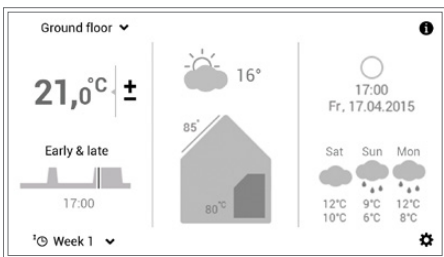 Ground floor
21,0°C ±
Early & late
17:00
Week 1
16°
85°
80°C
17:00
Fr, 17.04.2015
Sat Sun Mon
12°C 9°C 12°C
10°C 6°C 8°C